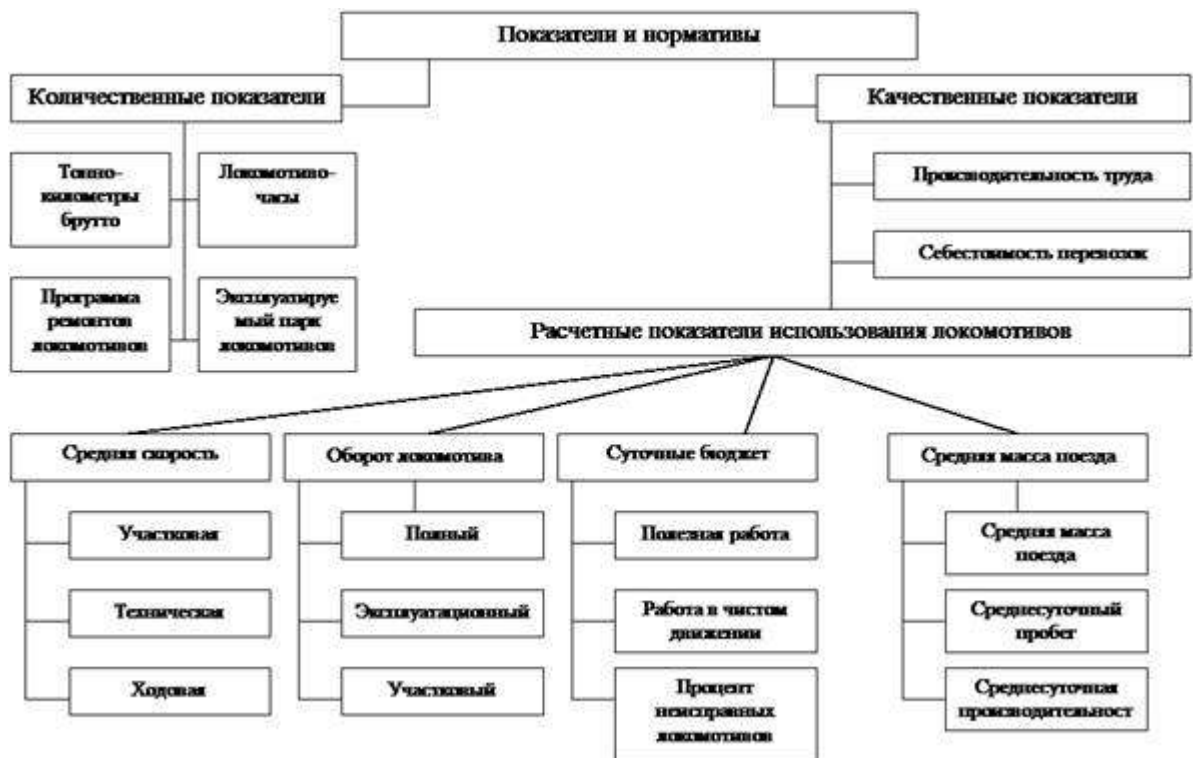 Показатели и нормативы
Количественные показатели
Качественные показатели
Тонно-
километры
брутто
Локомотиво-
часы
Производительность труда
Себестоимость перевозок
Программа
ремонтов
локомотивов
Эксплуатируе
мый парк
локомотивов
Расчетные показатели использования локомотивов
Средняя скорость
Оборот локомотива
Суточные бюджет
Средняя масса поезда
Участковая
Полный
Полезная работа
Средняя масса
поезда
Техническая
Эксплуатационный
Работа в чистом
движении
Среднесуточный
пробег
Ходовая
Участковый
Процент
неисправных
локомотивов
Среднесуточная
производительност